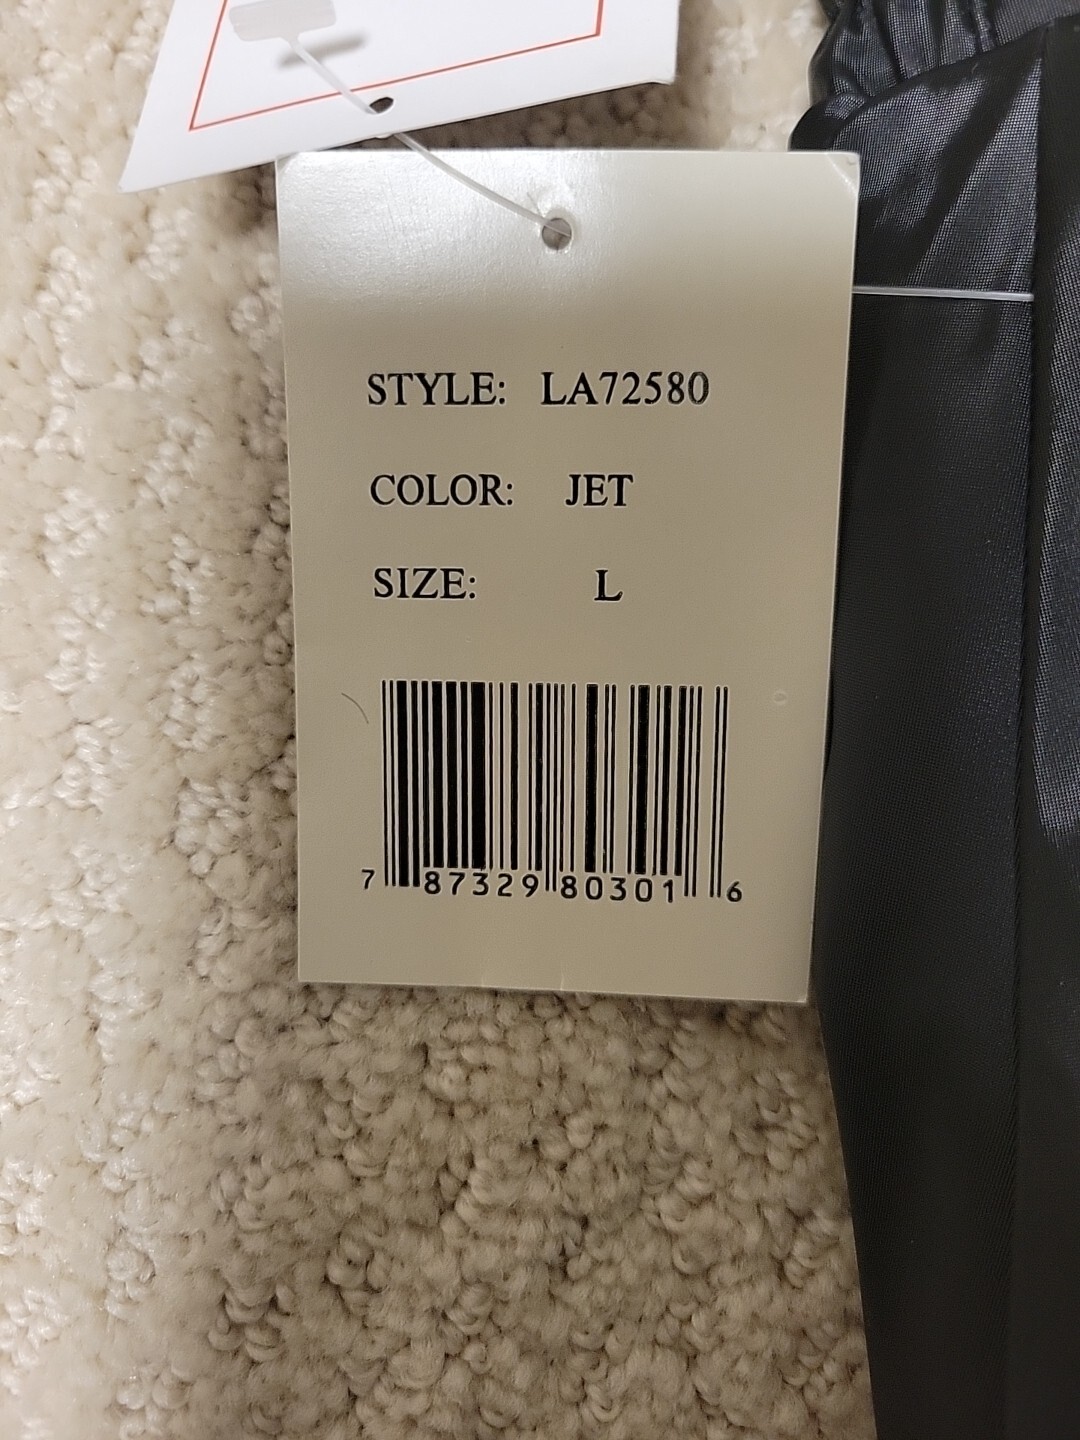 STYLE: LA72580
COLOR: JET
SIZE: L
7 87329 80301 6